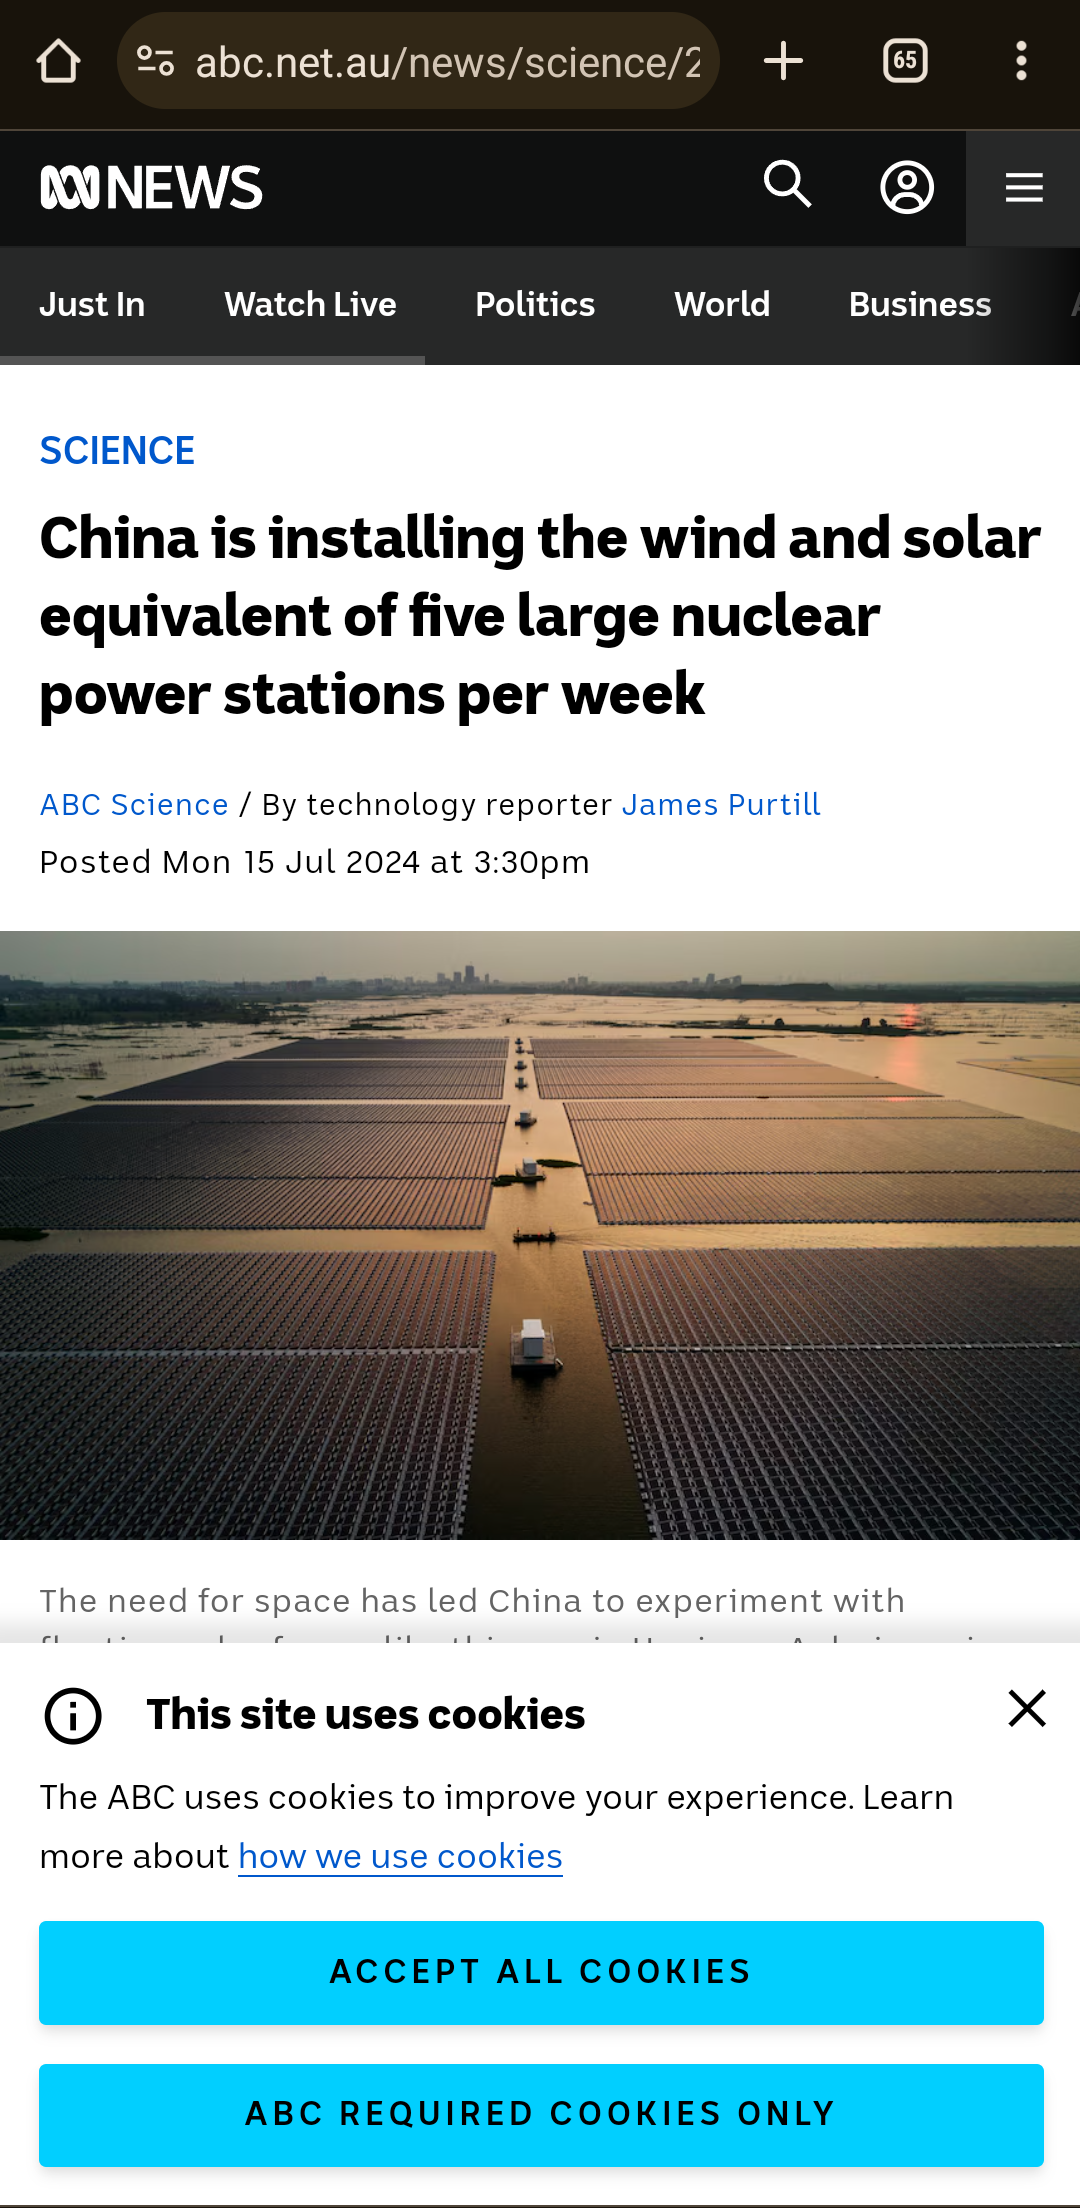 abc.net.au/news/science/2
65
NEWS
Just In Watch Live Politics World Business
SCIENCE
China is installing the wind and solar
equivalent of five large nuclear
power stations per week
ABC Science / By technology reporter James Purtill
Posted Mon 15 Jul 2024 at 3:30pm
The need for space has led China to experiment with
This site uses cookies
The ABC uses cookies to improve your experience. Learn
more about how we use cookies
ACCEPT ALL COOKIES
ABC REQUIRED COOKIES ONLY